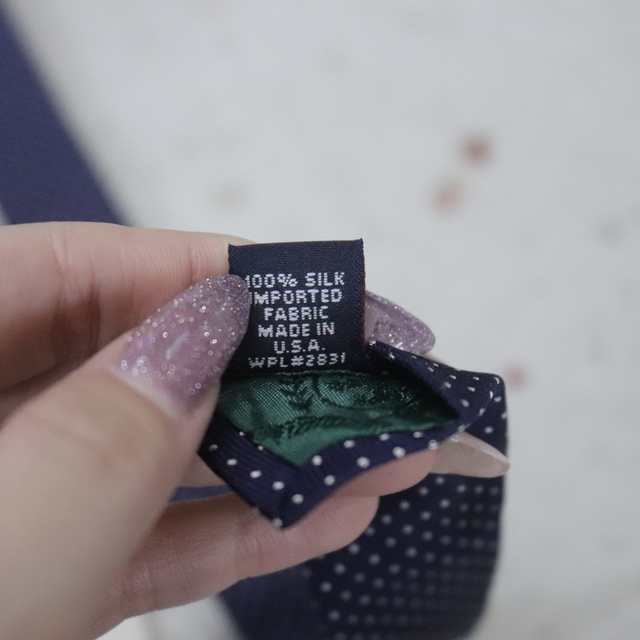 100% SILK
IMPORTED
FABRIC
MADE IN
U.S.A.
WPL#2831